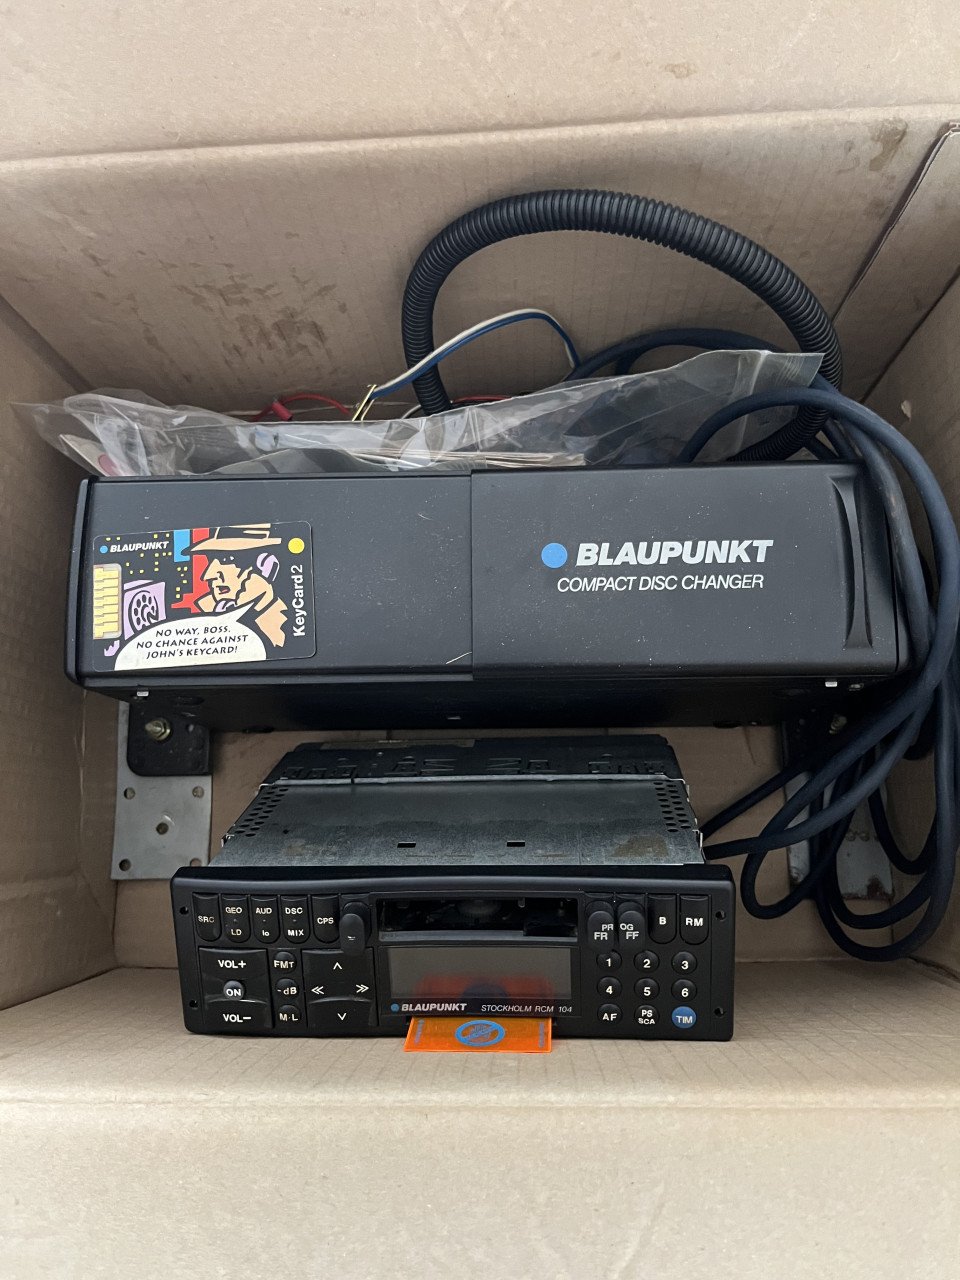 BLAUPUNKT
KeyCard2
NO WAY, BOSS.
NO CHANCE AGAINST
JOHN'S KEYCARD!
BLAUPUNKT
COMPACT DISC CHANGER
SRC
GEO
LD
AUD
lo
DSC
MIX
CPS
PROG
FR FF
B
RM
VOL+
ON
VOL−
FMT
-dB
M·L
1 2 3
4 5 6
AF
PS
SCA
TIM
BLAUPUNKT STOCKHOLM RCM 104